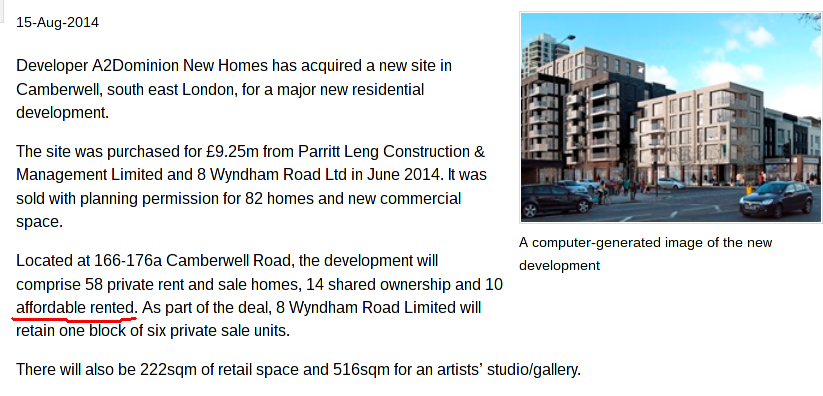 15-Aug-2014
Developer A2Dominion New Homes has acquired a new site in
Camberwell, south east London, for a major new residential
development.
The site was purchased for £9.25m from Parritt Leng Construction &
Management Limited and 8 Wyndham Road Ltd in June 2014. It was
sold with planning permission for 82 homes and new commercial
space.
Located at 166-176a Camberwell Road, the development will
comprise 58 private rent and sale homes, 14 shared ownership and 10
affordable rented. As part of the deal, 8 Wyndham Road Limited will
retain one block of six private sale units.
There will also be 222sqm of retail space and 516sqm for an artists’ studio/gallery.
A computer-generated image of the new
development